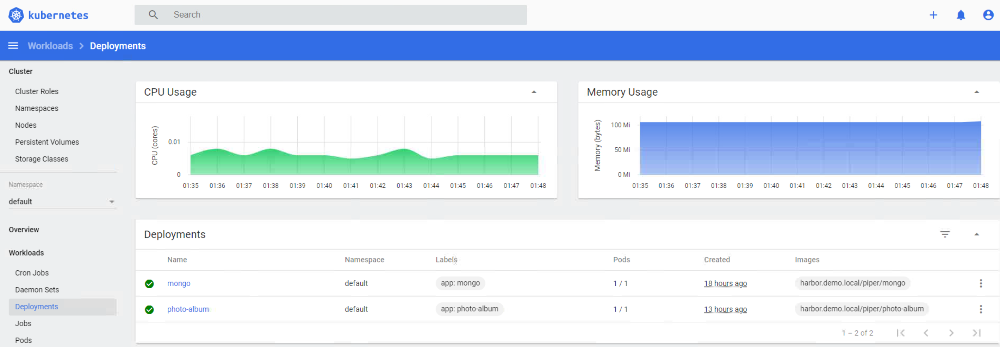 kubernetes
Search
Workloads > Deployments
Cluster
Cluster Roles
Namespaces
Nodes
Persistent Volumes
Storage Classes
Namespace
default
Overview
Workloads
Cron Jobs
Daemon Sets
Deployments
Jobs
Pods
CPU Usage
CPU (cores)
0.01
0
01:35 01:36 01:37 01:38 01:39 01:40 01:41 01:42 01:43 01:44 01:45 01:46 01:47 01:48
Memory Usage
Memory (bytes)
100 Mi
50 Mi
0 Mi
01:35 01:36 01:37 01:38 01:39 01:40 01:41 01:42 01:43 01:44 01:45 01:46 01:47 01:48
Deployments
Name Namespace Labels Pods Created Images
mongo default app: mongo 1 / 1 18 hours ago harbor.demo.local/piper/mongo
photo-album default app: photo-album 1 / 1 13 hours ago harbor.demo.local/piper/photo-album
1 – 2 of 2